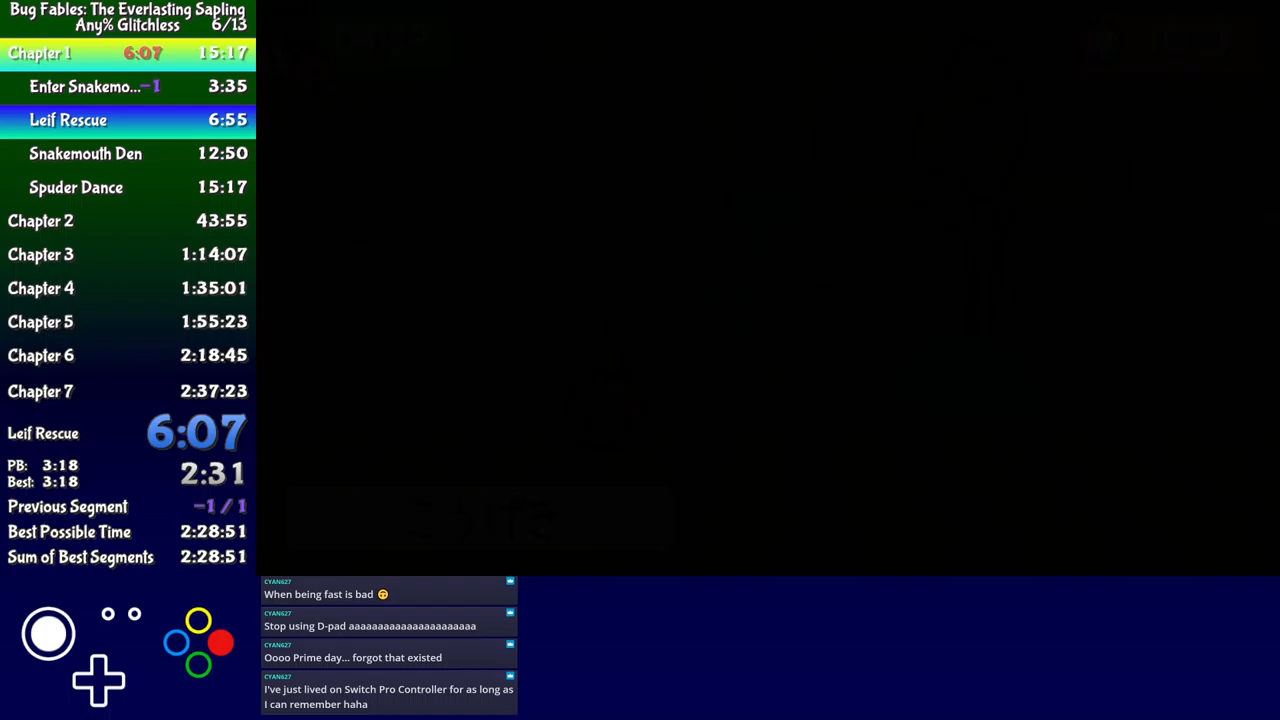 Bug Fables: The Everlasting Sapling
Any% Glitchless 6/13
Chapter 1 6:07 15:17
Enter Snakemo... -1 3:35
Leif Rescue 6:55
Snakemouth Den 12:50
Spuder Dance 15:17
Chapter 2 43:55
Chapter 3 1:14:07
Chapter 4 1:35:01
Chapter 5 1:55:23
Chapter 6 2:18:45
Chapter 7 2:37:23
Leif Rescue 6:07
PB: 3:18 2:31
Best: 3:18
Previous Segment -1 / 1
Best Possible Time 2:28:51
Sum of Best Segments 2:28:51
こうげき
CYAN627
When being fast is bad 🙃
CYAN627
Stop using D-pad aaaaaaaaaaaaaaaaaaaaaa
CYAN627
Oooo Prime day... forgot that existed
CYAN627
I've just lived on Switch Pro Controller for as long as
I can remember haha